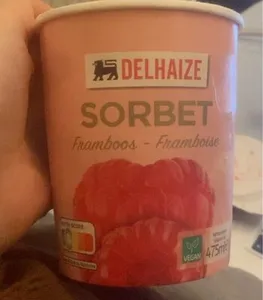 DELHAIZE
SORBET
Framboos - Framboise
VEGAN
475ml